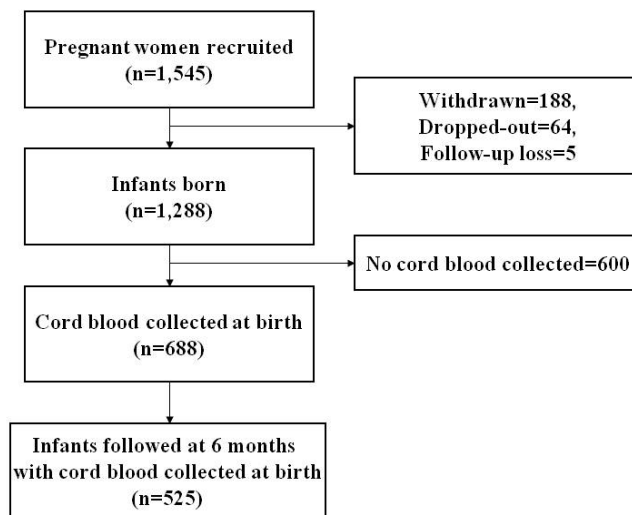 Pregnant women recruited
(n=1,545)
Withdrawn=188,
Dropped-out=64,
Follow-up loss=5
Infants born
(n=1,288)
No cord blood collected=600
Cord blood collected at birth
(n=688)
Infants followed at 6 months
with cord blood collected at birth
(n=525)